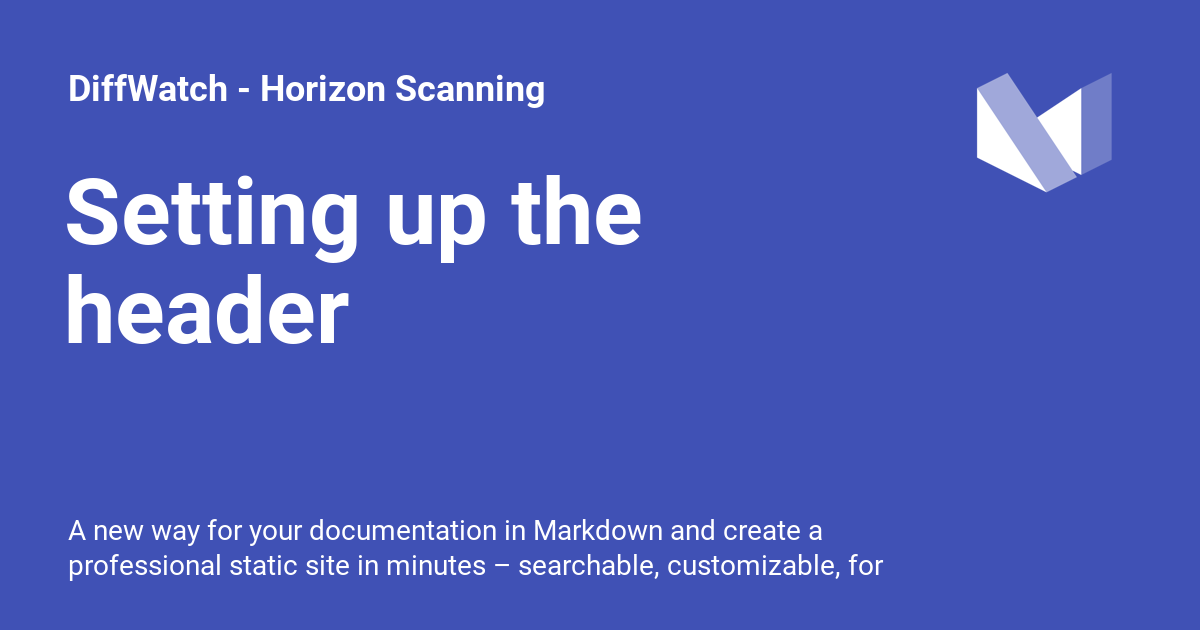 DiffWatch - Horizon Scanning
Setting up the
header
A new way for your documentation in Markdown and create a
professional static site in minutes – searchable, customizable, for